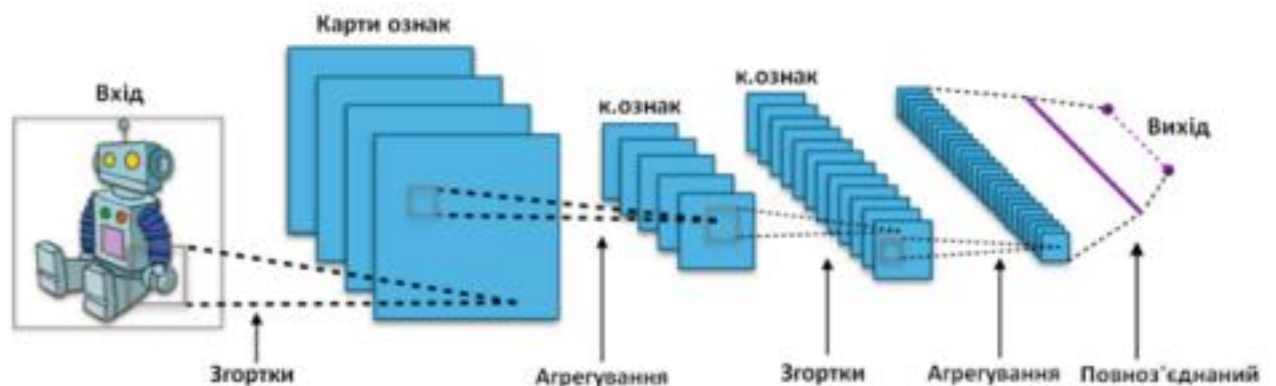 Карти ознак
Вхід
к.ознак
к.ознак
Вихід
Згортки
Агрегування
Згортки
Агрегування
Повноз'єднаний